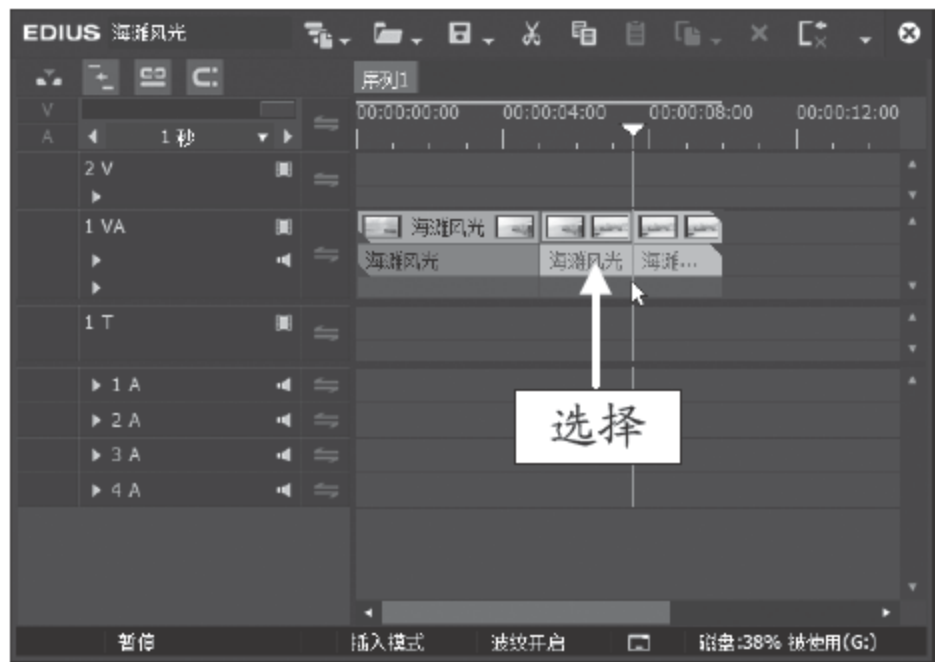 EDIUS 海滩风光
序列1
V
A
1 秒
00:00:00:00 00:00:04:00 00:00:08:00 00:00:12:00
2 V
1 VA
海滩风光
海滩风光 海滩风光 海滩...
1 T
选择
1 A
2 A
3 A
4 A
暂停 插入模式 波纹开启 磁盘:38% 被使用(G:)